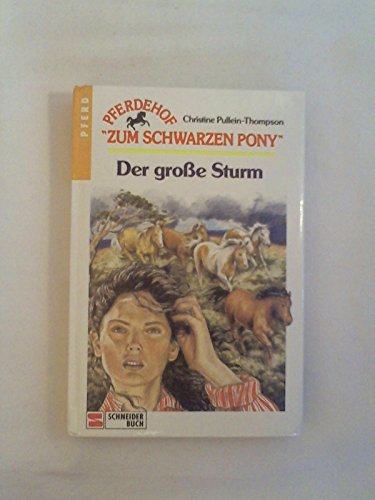 PFERD
PFERDEHOF
Christine Pullein-Thompson
"ZUM SCHWARZEN PONY"
Der große Sturm
SCHNEIDER
BUCH